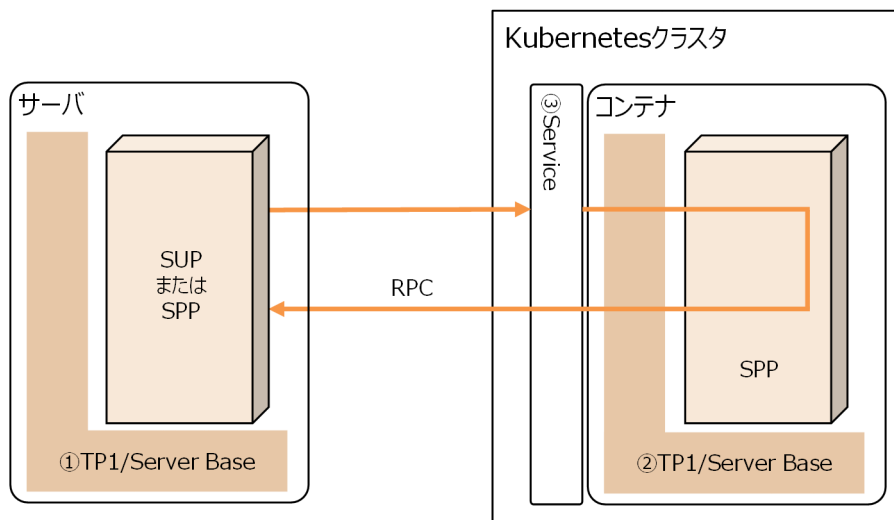 Kubernetesクラスタ
サーバ
③Service
コンテナ
SUP
または
SPP
RPC
SPP
①TP1/Server Base
②TP1/Server Base